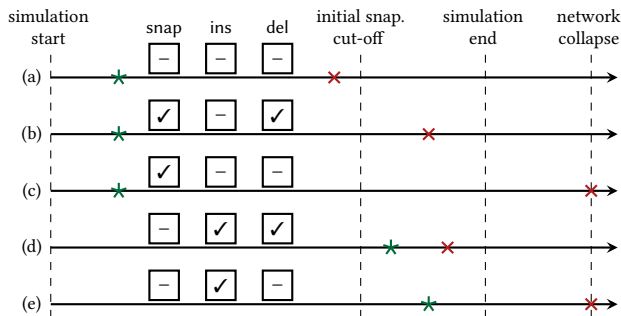 simulation start
snap ins del
initial snap. cut-off
simulation end
network collapse
(a) – – –
(b) ✓ – ✓
(c) ✓ – –
(d) – ✓ ✓
(e) – ✓ –